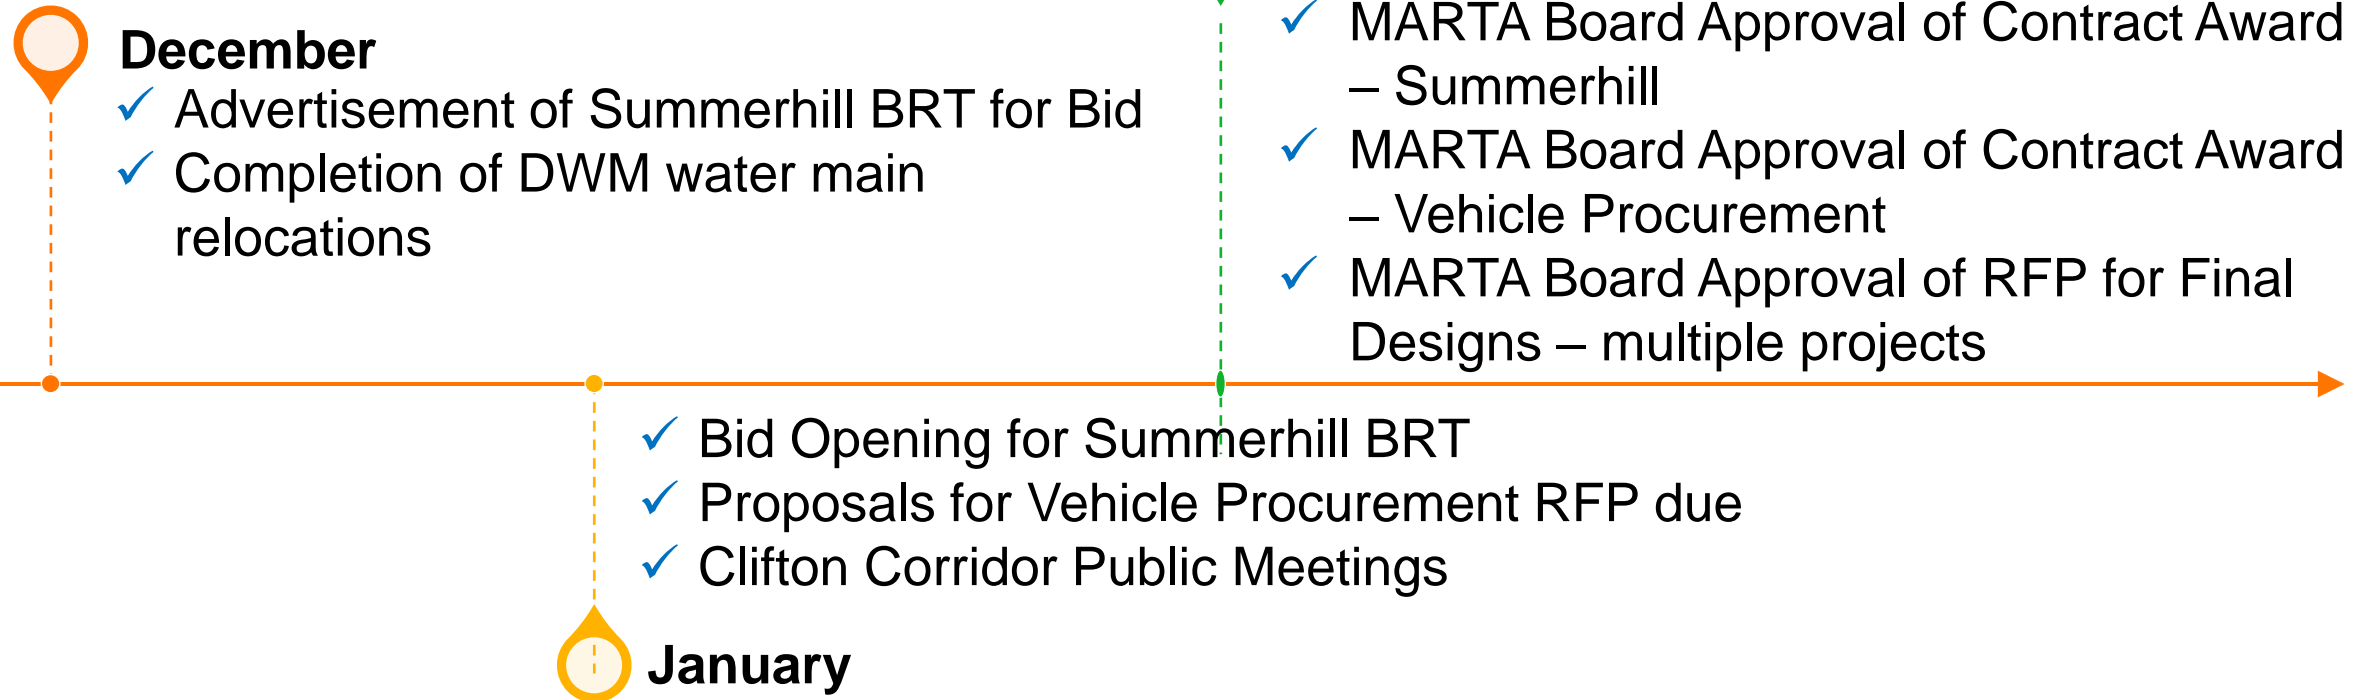 December
Advertisement of Summerhill BRT for Bid
Completion of DWM water main
relocations
MARTA Board Approval of Contract Award
– Summerhill
MARTA Board Approval of Contract Award
– Vehicle Procurement
MARTA Board Approval of RFP for Final
Designs – multiple projects
Bid Opening for Summerhill BRT
Proposals for Vehicle Procurement RFP due
Clifton Corridor Public Meetings
January